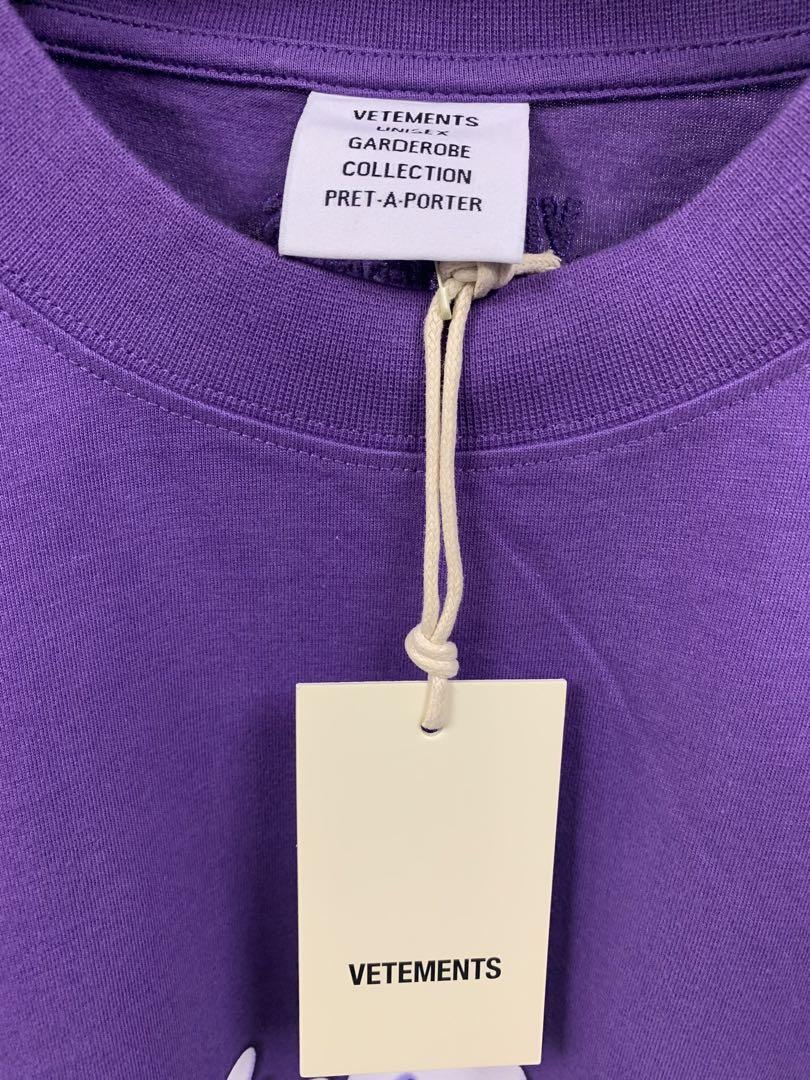 VETEMENTS
UNISEX
GARDEROBE
COLLECTION
PRET-A-PORTER
VETEMENTS